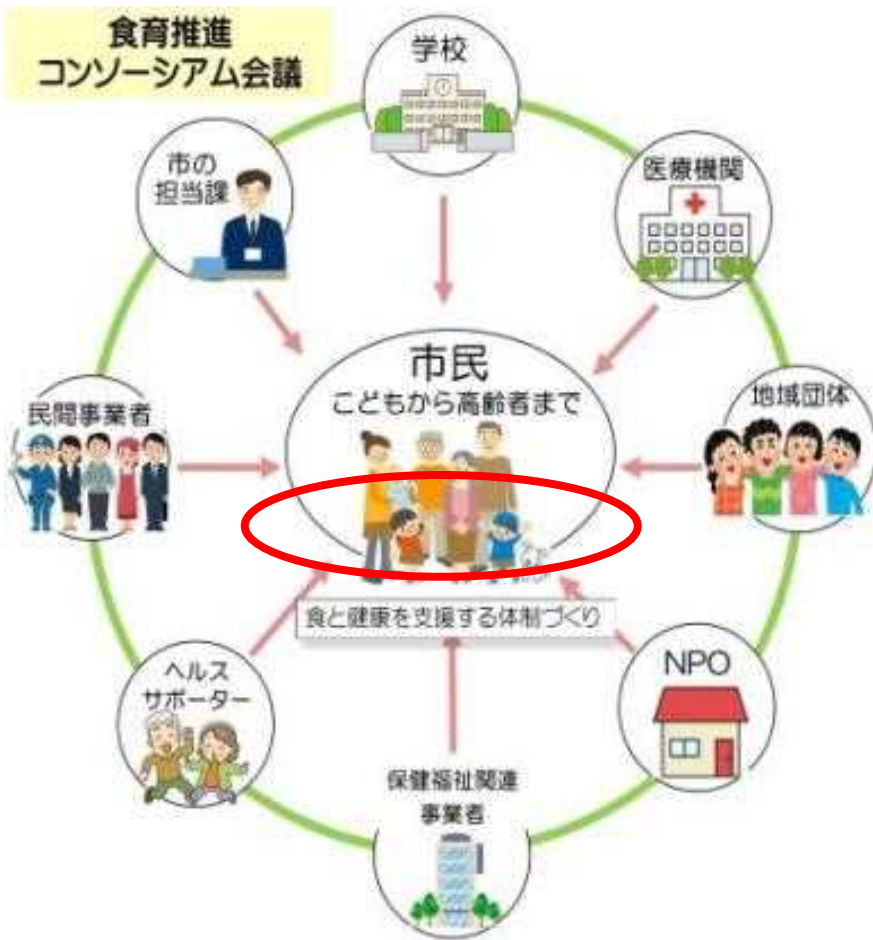 食育推進
コンソーシアム会議
学校
市の
担当課
医療機関
市民
こどもから高齢者まで
民間事業者
地域団体
食と健康を支援する体制づくり
ヘルス
サポーター
NPO
保健福祉関連
事業者